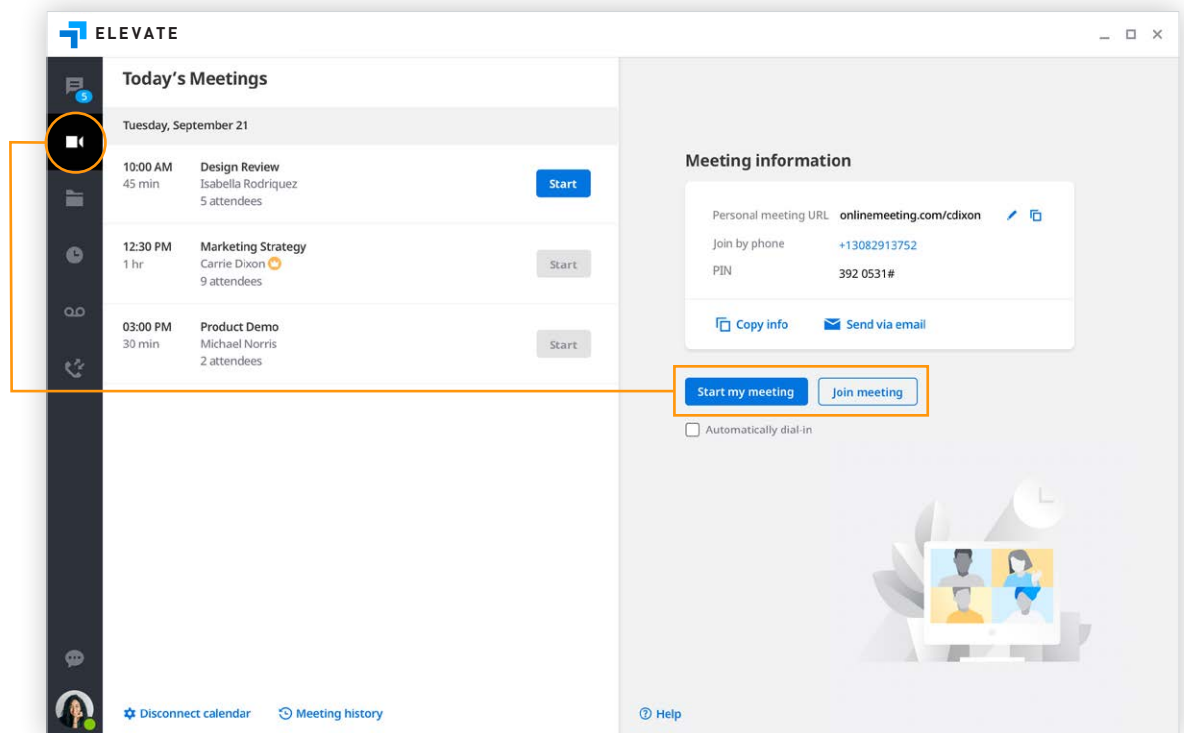 ELEVATE
5
Today's Meetings
Tuesday, September 21
10:00 AM Design Review
45 min Isabella Rodriquez
5 attendees
Start
12:30 PM Marketing Strategy
1 hr Carrie Dixon
9 attendees
Start
03:00 PM Product Demo
30 min Michael Norris
2 attendees
Start
Disconnect calendar Meeting history
Meeting information
Personal meeting URL onlinemeeting.com/cdixon
Join by phone +13082913752
PIN 392 0531#
Copy info Send via email
Start my meeting Join meeting
Automatically dial-in
Help